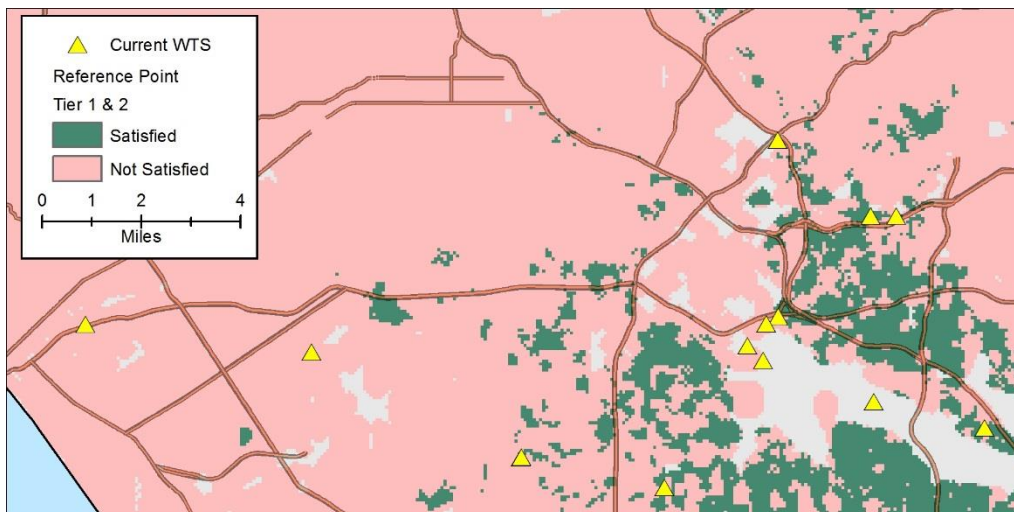 Current WTS
Reference Point
Tier 1 & 2
Satisfied
Not Satisfied
0 1 2 4
Miles